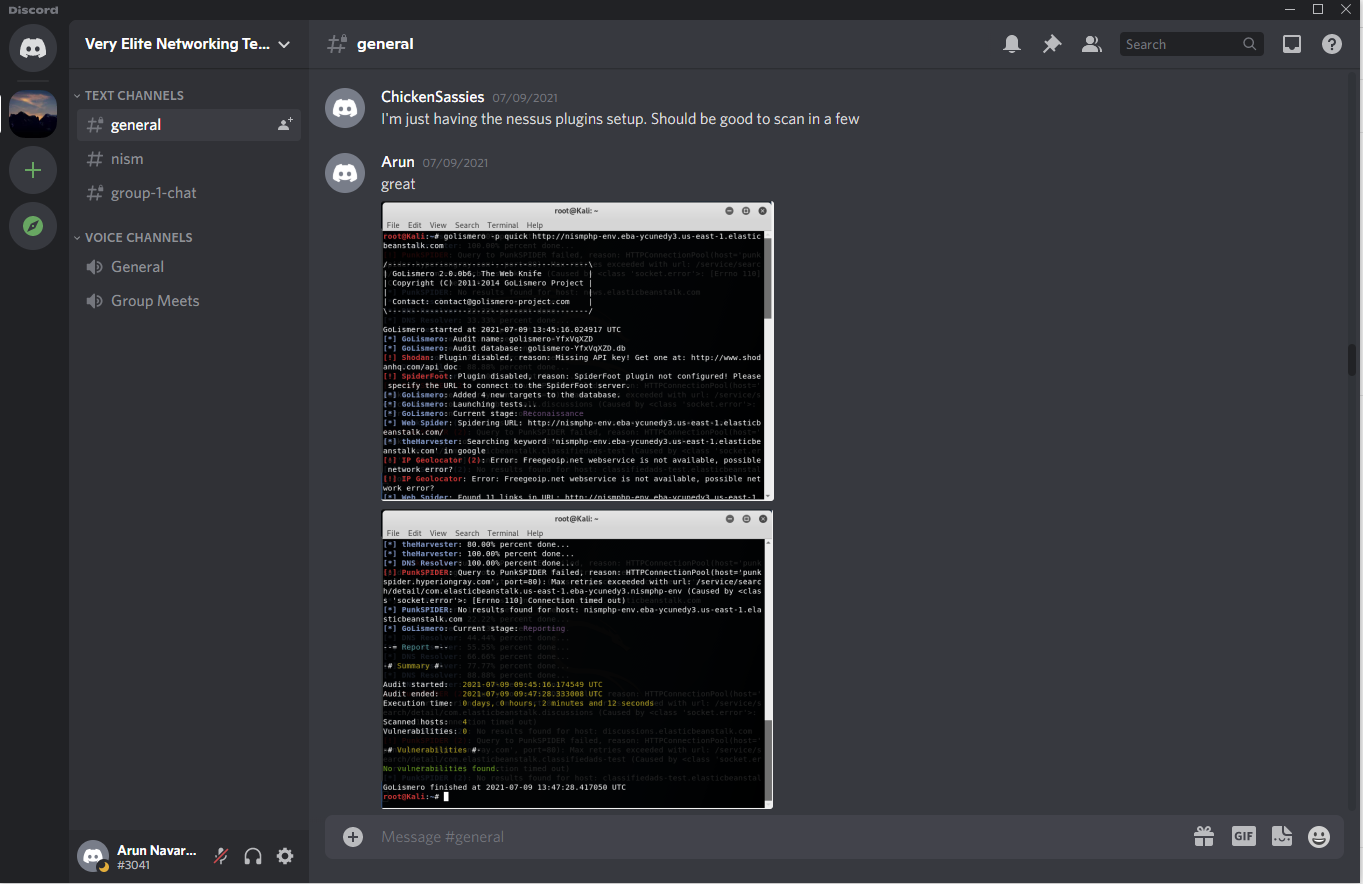 Discord
Very Elite Networking Te...
general
Search
TEXT CHANNELS
general
nism
group-1-chat
VOICE CHANNELS
General
Group Meets
ChickenSassies 07/09/2021
I'm just having the nessus plugins setup. Should be good to scan in a few
Arun 07/09/2021
great
root@Kali: ~
File Edit View Search Terminal Help
root@Kali:~# golismero -p quick http://nismphp-env.eba-ycunedy3.us-east-1.elastic
beanstalk.com
/----------------------------------------------\
| GoLismero 2.0.0b6, The Web Knife |
| Copyright (C) 2011-2014 GoLismero Project |
| |
| Contact: contact@golismero-project.com |
\----------------------------------------------/
GoLismero started at 2021-07-09 13:45:16.024917 UTC
[*] GoLismero: Audit name: golismero-YfxVqXZD
[*] GoLismero: Audit database: golismero-YfxVqXZD.db
[!] Shodan: Plugin disabled, reason: Missing API key! Get one at: http://www.shod
anhq.com/api_doc
[!] SpiderFoot: Plugin disabled, reason: SpiderFoot plugin not configured! Please
specify the URL to connect to the SpiderFoot server.
[*] GoLismero: Added 4 new targets to the database.
[*] GoLismero: Launching tests...
[*] GoLismero: Current stage: Reconaissance
[*] Web Spider: Spidering URL: http://nismphp-env.eba-ycunedy3.us-east-1.elasticb
eanstalk.com/
[*] theHarvester: Searching keyword 'nismphp-env.eba-ycunedy3.us-east-1.elasticbe
anstalk.com' in google
[!] IP Geolocator (2): Error: Freegeoip.net webservice is not available, possible
network error?
[!] IP Geolocator: Error: Freegeoip.net webservice is not available, possible net
work error?
[*] Web Spider: Found 11 links in URL: http://nismphp-env.eba-ycunedy3.us-east-1
root@Kali: ~
File Edit View Search Terminal Help
[*] theHarvester: 80.00% percent done...
[*] theHarvester: 100.00% percent done...
[*] DNS Resolver: 100.00% percent done...
[!] PunkSPIDER: Query to PunkSPIDER failed, reason: HTTPConnectionPool(host='punk
spider.hyperiongray.com', port=80): Max retries exceeded with url: /service/searc
h/detail/com.elasticbeanstalk.us-east-1.eba-ycunedy3.nismphp-env (Caused by <clas
s 'socket.error'>: [Errno 110] Connection timed out)
[*] PunkSPIDER: No results found for host: nismphp-env.eba-ycunedy3.us-east-1.ela
sticbeanstalk.com
[*] GoLismero: Current stage: Reporting
--= Report =--
-# Summary #-
Audit started: 2021-07-09 09:45:16.174549 UTC
Audit ended: 2021-07-09 09:47:28.333008 UTC
Execution time: 0 days, 0 hours, 2 minutes and 12 seconds
Scanned hosts: 4
Vulnerabilities: 0
-# Vulnerabilities #-
No vulnerabilities found.
GoLismero finished at 2021-07-09 13:47:28.417050 UTC
root@Kali:~#
Message #general
GIF
Arun Navar...
#3041